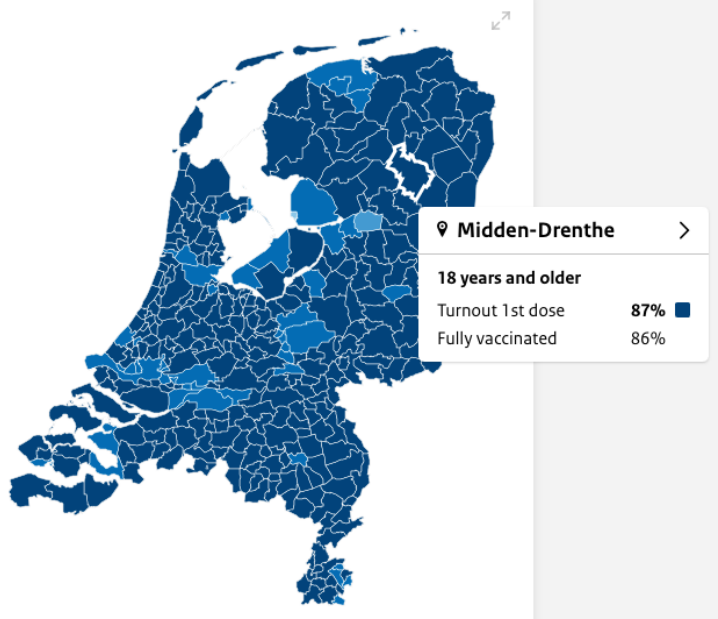 Midden-Drenthe
18 years and older
Turnout 1st dose 87%
Fully vaccinated 86%